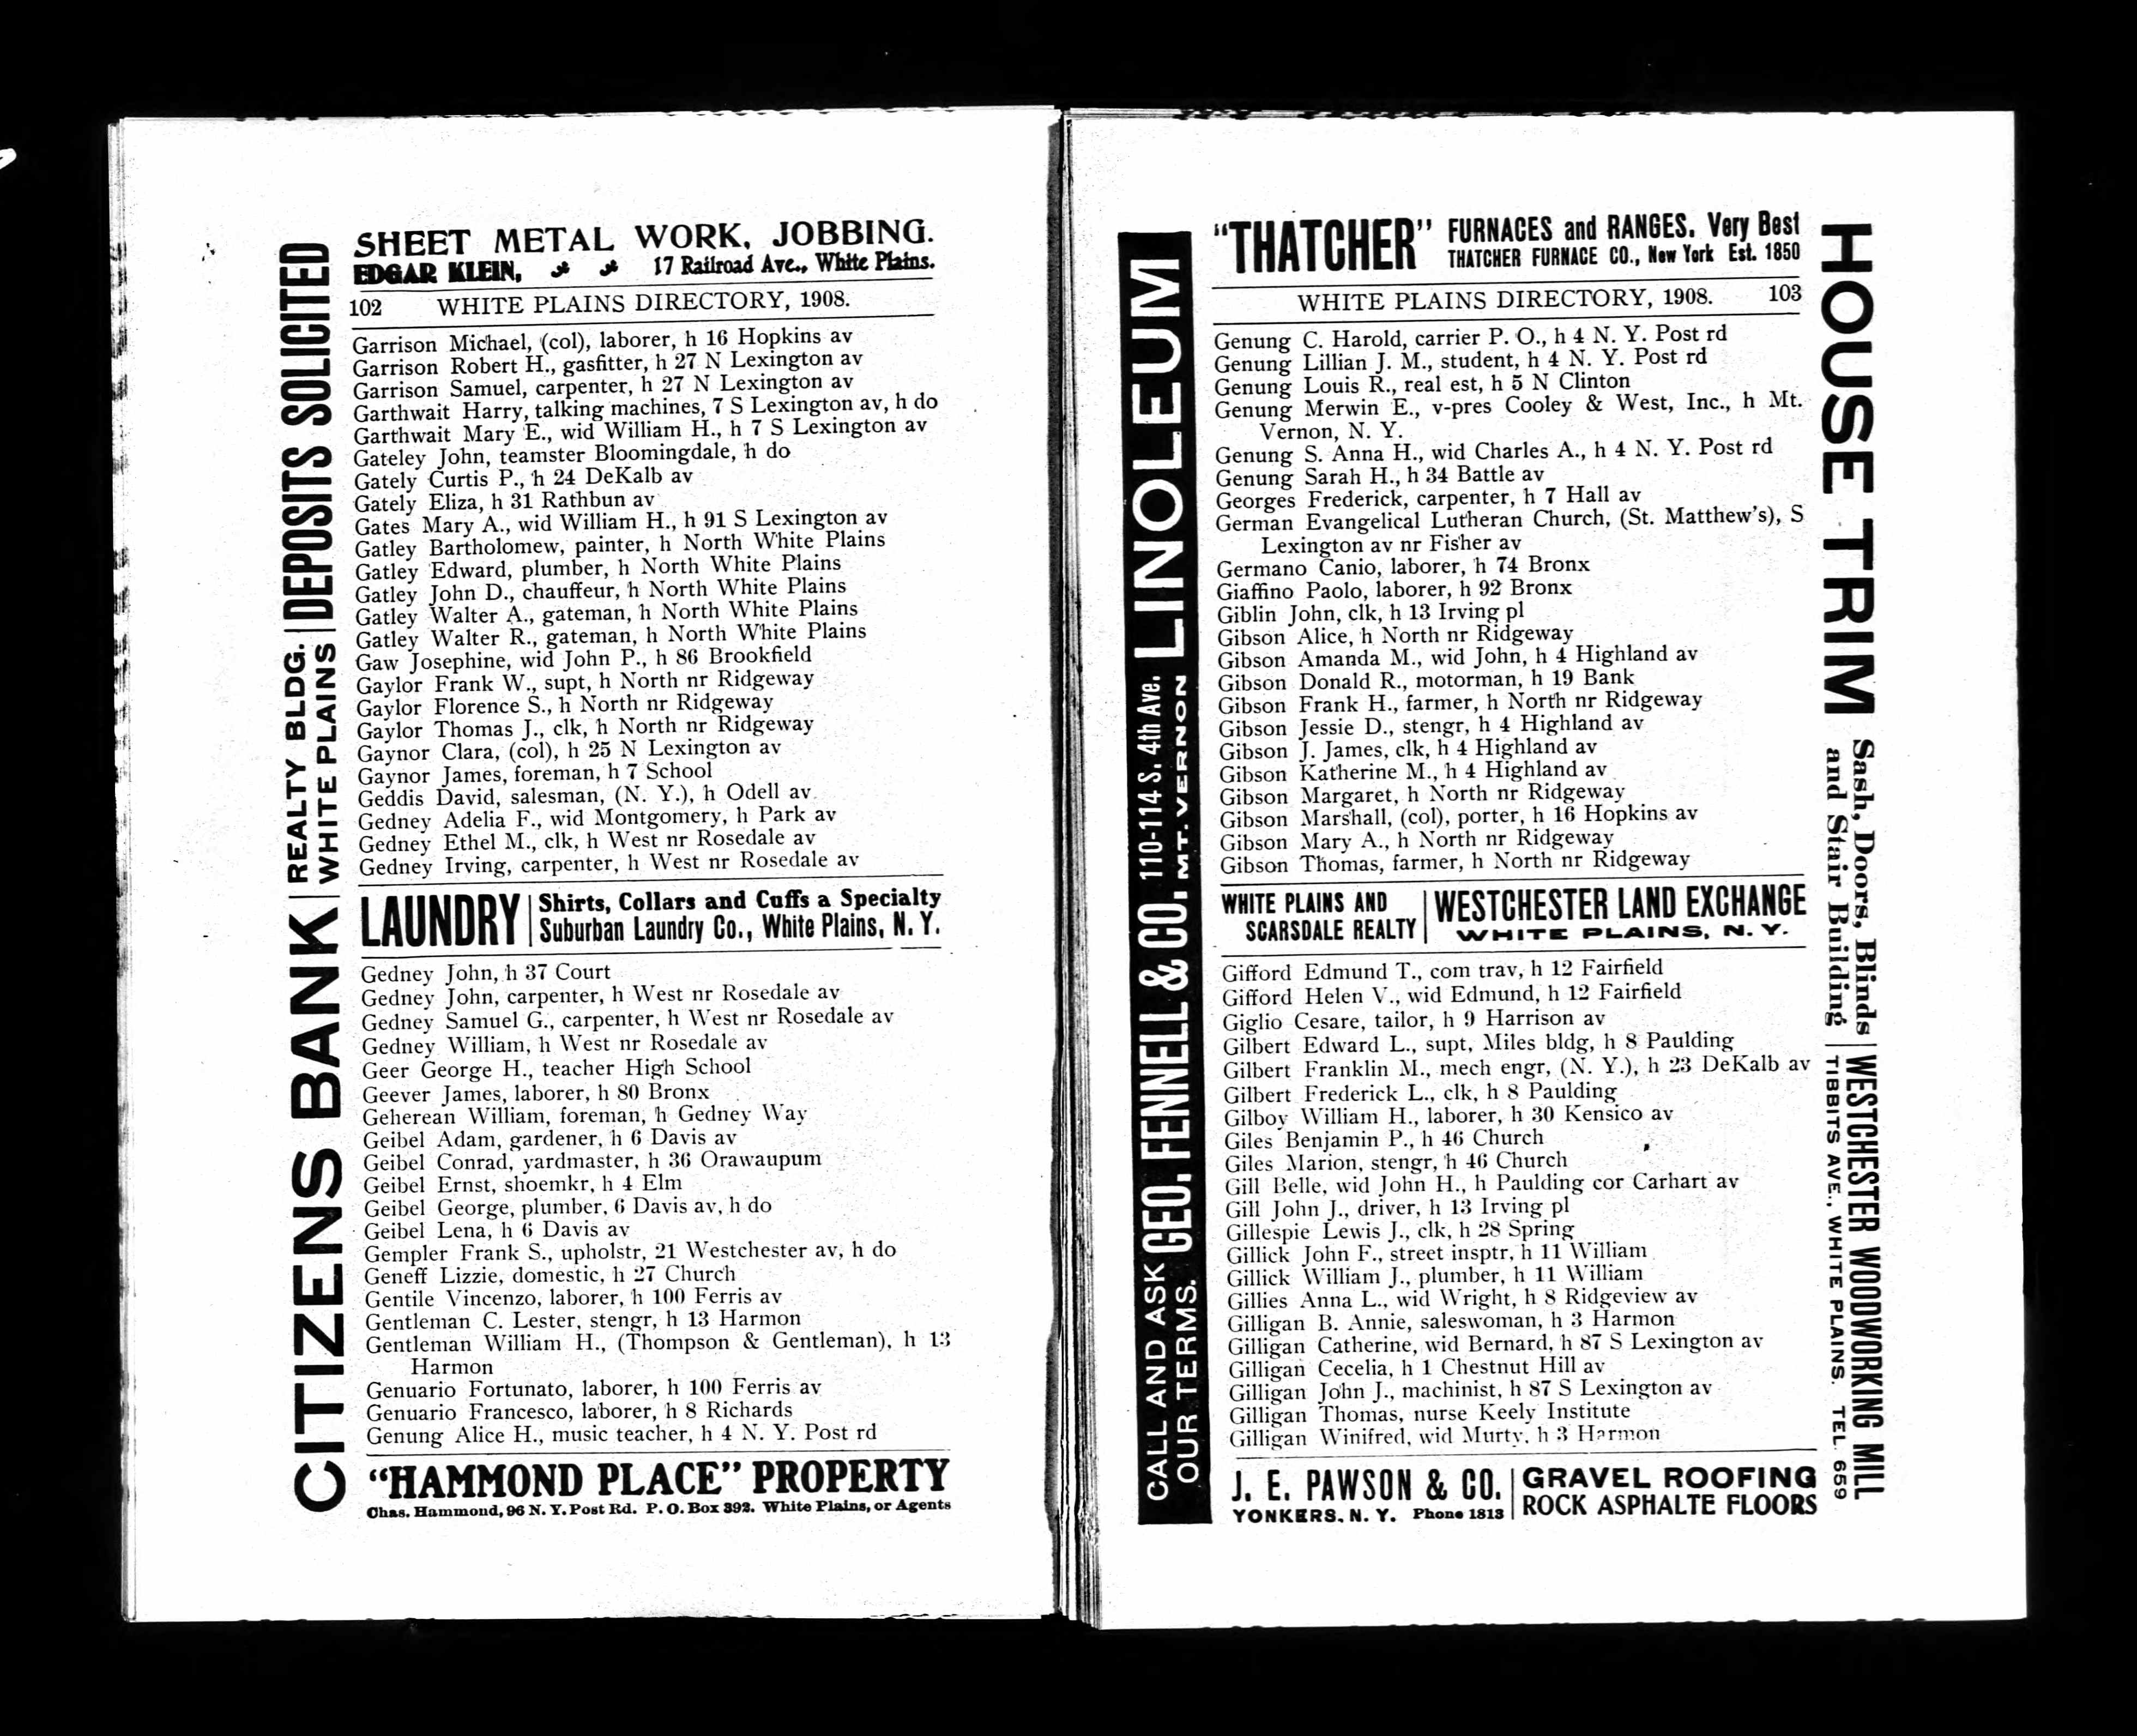 SHEET METAL WORK, JOBBING.
EDGAR KLEIN, 17 Railroad Ave., White Plains.
102 WHITE PLAINS DIRECTORY, 1908.
Garrison Michael, (col), laborer, h 16 Hopkins av
Garrison Robert H., gasfitter, h 27 N Lexington av
Garrison Samuel, carpenter, h 27 N Lexington av
Garthwait Harry, talking machines, 7 S Lexington av, h do
Garthwait Mary E., wid William H., h 7 S Lexington av
Gateley John, teamster Bloomingdale, h do
Gately Curtis P., h 24 DeKalb av
Gately Eliza, h 31 Rathbun av
Gates Mary A., wid William H., h 91 S Lexington av
Gatley Bartholomew, painter, h North White Plains
Gatley Edward, plumber, h North White Plains
Gatley John D., chauffeur, h North White Plains
Gatley Walter A., gateman, h North White Plains
Gatley Walter R., gateman, h North White Plains
Gaw Josephine, wid John P., h 86 Brookfield
Gaylor Frank W., supt, h North nr Ridgeway
Gaylor Florence S., h North nr Ridgeway
Gaylor Thomas J., clk, h North nr Ridgeway
Gaynor Clara, (col), h 25 N Lexington av
Gaynor James, foreman, h 7 School
Geddis David, salesman, (N. Y.), h Odell av
Gedney Adelia F., wid Montgomery, h Park av
Gedney Ethel M., clk, h West nr Rosedale av
Gedney Irving, carpenter, h West nr Rosedale av
LAUNDRY Shirts, Collars and Cuffs a Specialty
Suburban Laundry Co., White Plains, N. Y.
Gedney John, h 37 Court
Gedney John, carpenter, h West nr Rosedale av
Gedney Samuel G., carpenter, h West nr Rosedale av
Gedney William, h West nr Rosedale av
Geer George H., teacher High School
Geever James, laborer, h 80 Bronx
Geherean William, foreman, h Gedney Way
Geibel Adam, gardener, h 6 Davis av
Geibel Conrad, yardmaster, h 36 Orawaupum
Geibel Ernst, shoemkr, h 4 Elm
Geibel George, plumber, 6 Davis av, h do
Geibel Lena, h 6 Davis av
Gempler Frank S., upholstr, 21 Westchester av, h do
Geneff Lizzie, domestic, h 27 Church
Gentile Vincenzo, laborer, h 100 Ferris av
Gentleman C. Lester, stengr, h 13 Harmon
Gentleman William H., (Thompson & Gentleman), h 13
Harmon
Genuario Fortunato, laborer, h 100 Ferris av
Genuario Francesco, laborer, h 8 Richards
Genung Alice H., music teacher, h 4 N. Y. Post rd
"HAMMOND PLACE" PROPERTY
Chas. Hammond, 96 N. Y. Post Rd. P. O. Box 392. White Plains, or Agents
CITIZENS BANK
REALTY BLDG.
WHITE PLAINS
DEPOSITS SOLICITED
"THATCHER" FURNACES and RANGES. Very Best
THATCHER FURNACE CO., New York Est. 1850
WHITE PLAINS DIRECTORY, 1908. 103
Genung C. Harold, carrier P. O., h 4 N. Y. Post rd
Genung Lillian J. M., student, h 4 N. Y. Post rd
Genung Louis R., real est, h 5 N Clinton
Genung Merwin E., v-pres Cooley & West, Inc., h Mt.
Vernon, N. Y.
Genung S. Anna H., wid Charles A., h 4 N. Y. Post rd
Genung Sarah H., h 34 Battle av
Georges Frederick, carpenter, h 7 Hall av
German Evangelical Lutheran Church, (St. Matthew's), S
Lexington av nr Fisher av
Germano Canio, laborer, h 74 Bronx
Giaffino Paolo, laborer, h 92 Bronx
Giblin John, clk, h 13 Irving pl
Gibson Alice, h North nr Ridgeway
Gibson Amanda M., wid John, h 4 Highland av
Gibson Donald R., motorman, h 19 Bank
Gibson Frank H., farmer, h North nr Ridgeway
Gibson Jessie D., stengr, h 4 Highland av
Gibson J. James, clk, h 4 Highland av
Gibson Katherine M., h 4 Highland av
Gibson Margaret, h North nr Ridgeway
Gibson Marshall, (col), porter, h 16 Hopkins av
Gibson Mary A., h North nr Ridgeway
Gibson Thomas, farmer, h North nr Ridgeway
WHITE PLAINS AND
SCARSDALE REALTY
WESTCHESTER LAND EXCHANGE
WHITE PLAINS, N. Y.
Gifford Edmund T., com trav, h 12 Fairfield
Gifford Helen V., wid Edmund, h 12 Fairfield
Giglio Cesare, tailor, h 9 Harrison av
Gilbert Edward L., supt, Miles bldg, h 8 Paulding
Gilbert Franklin M., mech engr, (N. Y.), h 23 DeKalb av
Gilbert Frederick L., clk, h 8 Paulding
Gilboy William H., laborer, h 30 Kensico av
Giles Benjamin P., h 46 Church
Giles Marion, stengr, h 46 Church
Gill Belle, wid John H., h Paulding cor Carhart av
Gill John J., driver, h 13 Irving pl
Gillespie Lewis J., clk, h 28 Spring
Gillick John F., street insptr, h 11 William
Gillick William J., plumber, h 11 William
Gillies Anna L., wid Wright, h 8 Ridgeview av
Gilligan B. Annie, saleswoman, h 3 Harmon
Gilligan Catherine, wid Bernard, h 87 S Lexington av
Gilligan Cecelia, h 1 Chestnut Hill av
Gilligan John J., machinist, h 87 S Lexington av
Gilligan Thomas, nurse Keely Institute
Gilligan Winifred, wid Murty, h 3 Harmon
J. E. PAWSON & CO.
YONKERS, N. Y. Phone 1813
GRAVEL ROOFING
ROCK ASPHALTE FLOORS
CALL AND ASK
OUR TERMS.
GEO. FENNELL & CO.
110-114 S. 4th Ave.
MT. VERNON
LINOLEUM
HOUSE TRIM
Sash, Doors, Blinds
and Stair Building
WESTCHESTER WOODWORKING MILL
TIBBITS AVE., WHITE PLAINS. TEL. 659